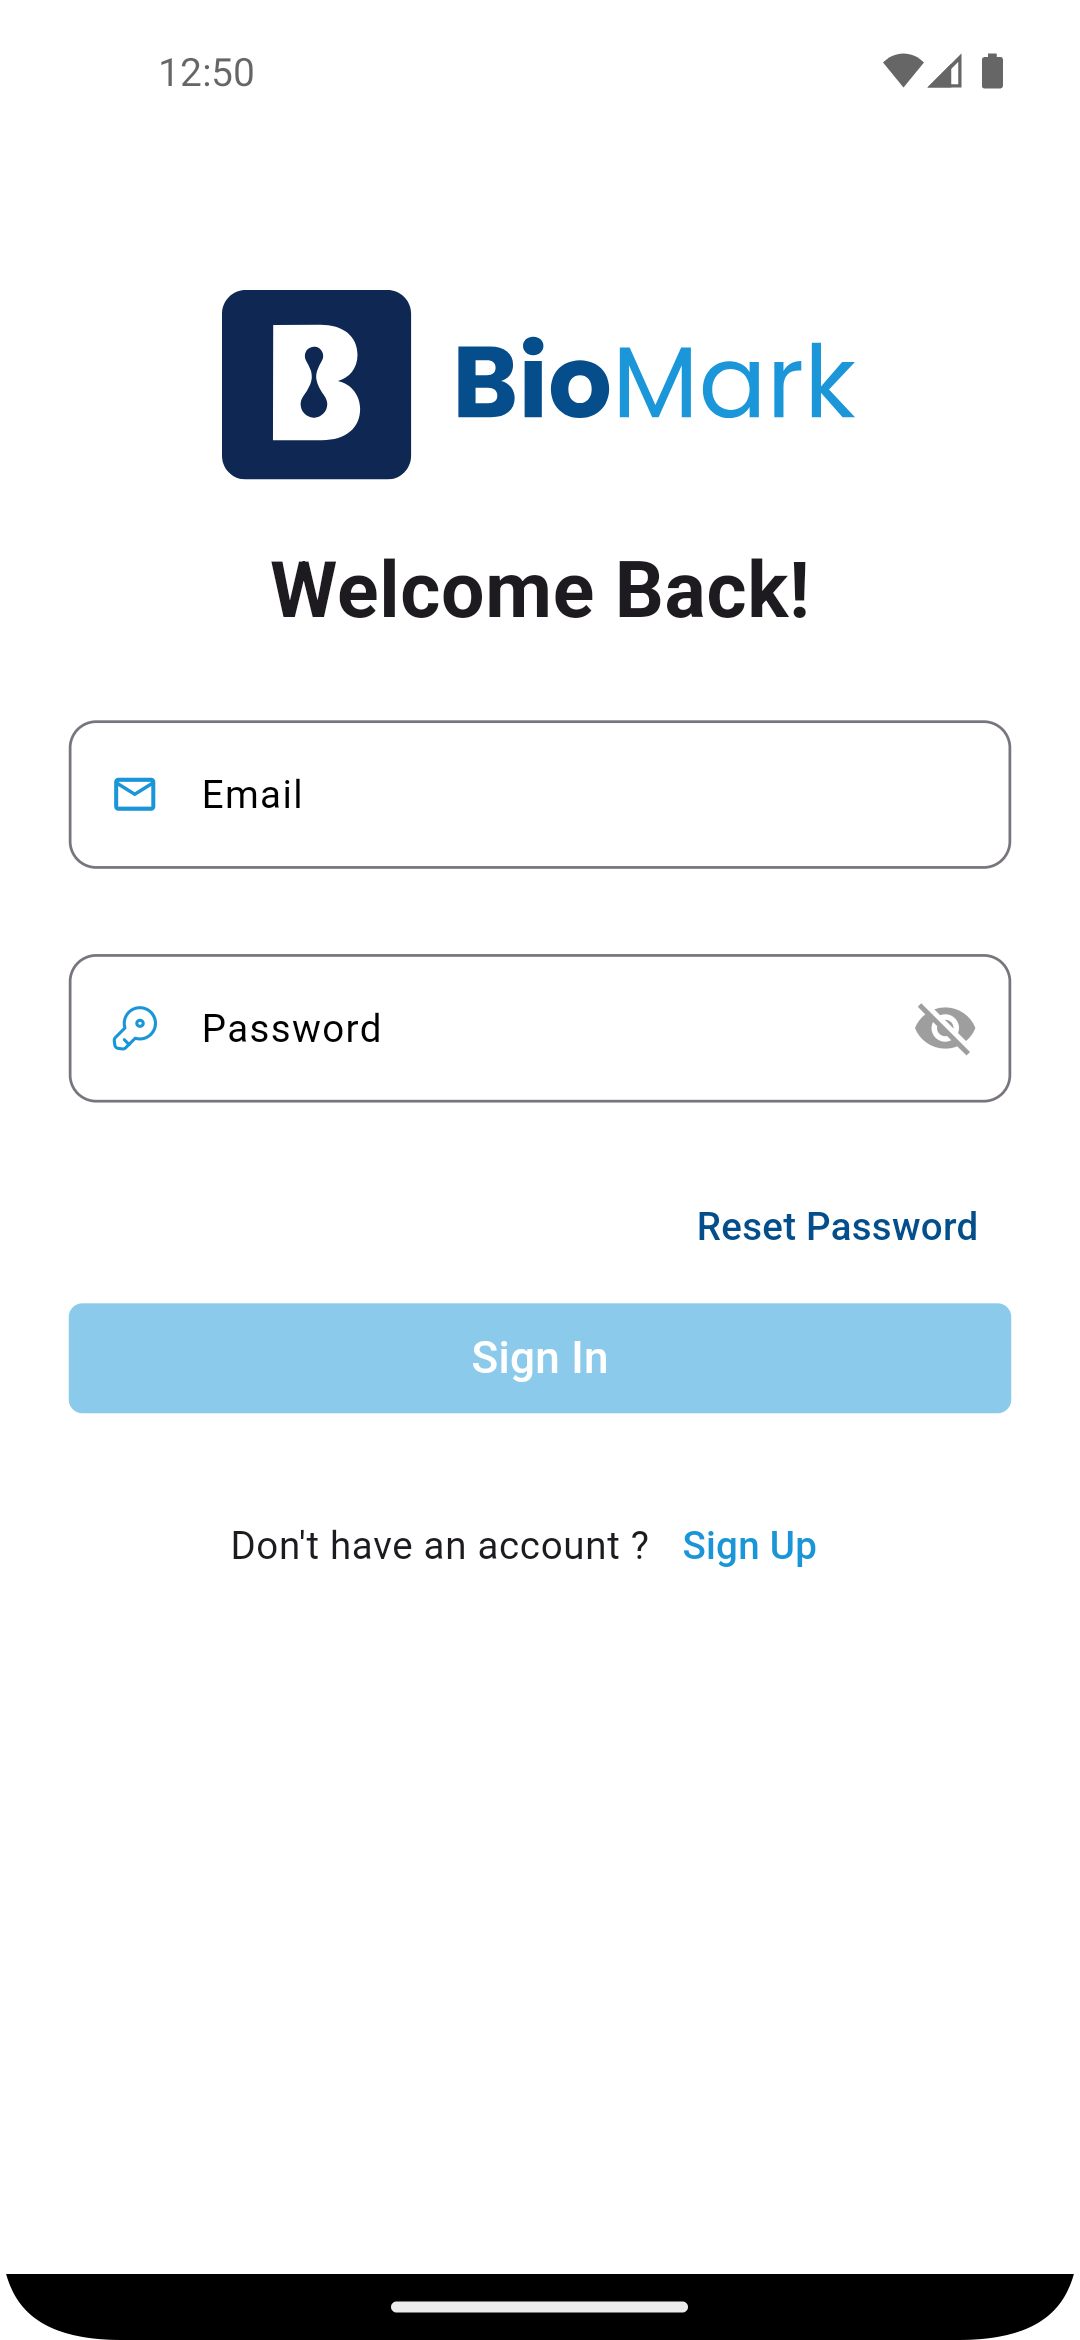 12:50
B BioMark
Welcome Back!
Email
Password
Reset Password
Sign In
Don't have an account ? Sign Up